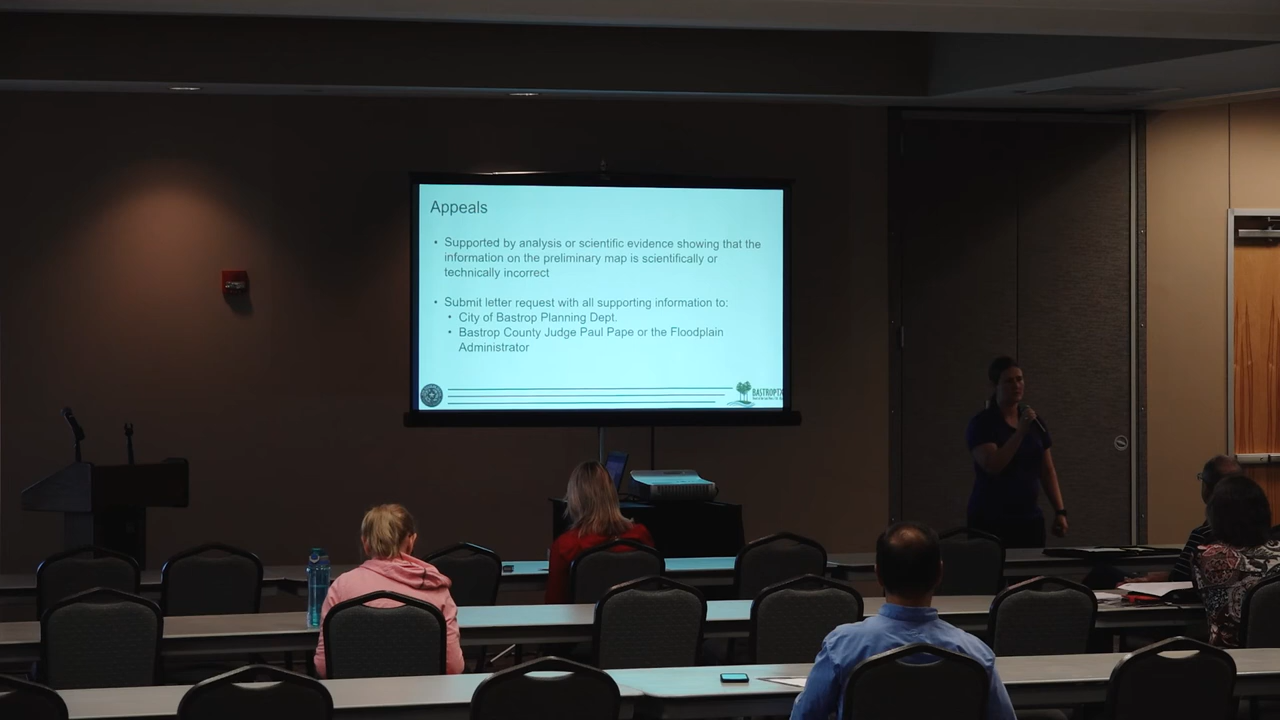 Appeals
• Supported by analysis or scientific evidence showing that the
information on the preliminary map is scientifically or
technically incorrect
• Submit letter request with all supporting information to:
• City of Bastrop Planning Dept.
• Bastrop County Judge Paul Pape or the Floodplain
Administrator
BASTROPTX